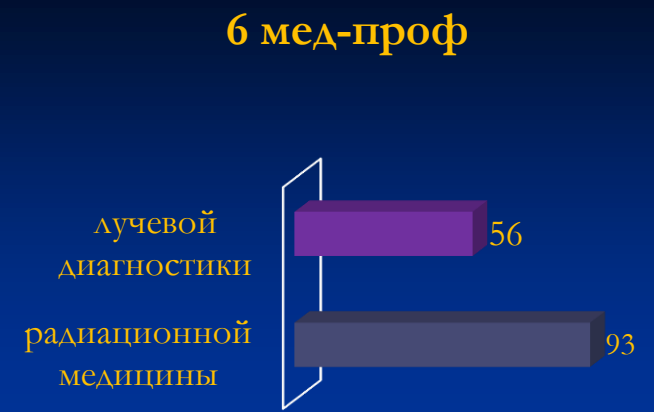 6 мед-проф
лучевой
диагностики
56
радиационной
медицины
93